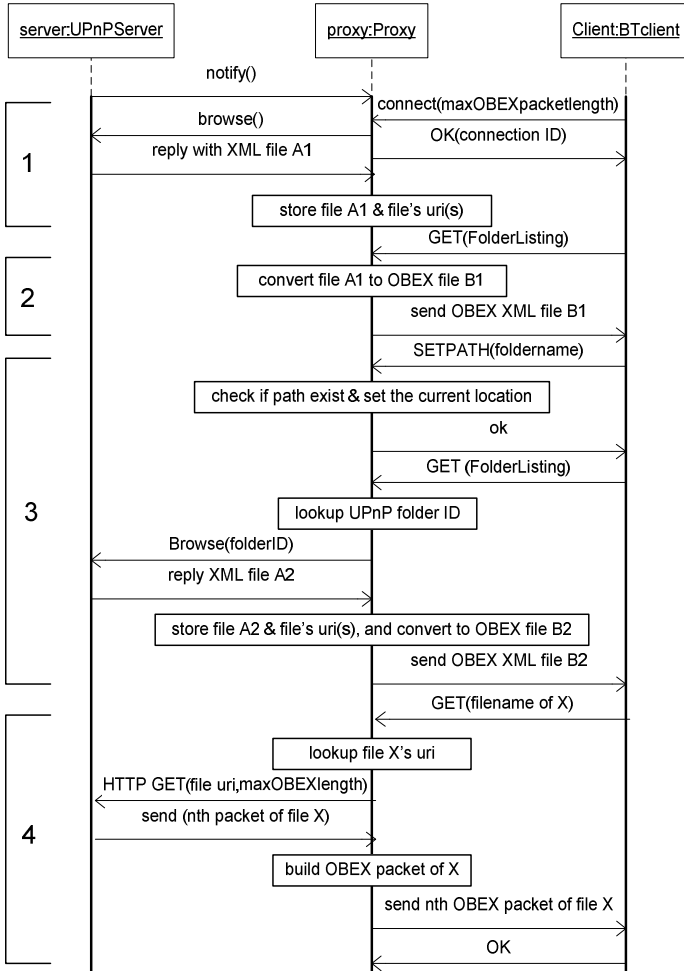 server:UPnPServer
proxy:Proxy
Client:BTclient
notify()
connect(maxOBEXpacketlength)
browse()
OK(connection ID)
reply with XML file A1
1
store file A1 & file's uri(s)
GET(FolderListing)
convert file A1 to OBEX file B1
2
send OBEX XML file B1
SETPATH(foldername)
check if path exist & set the current location
ok
GET (FolderListing)
3
lookup UPnP folder ID
Browse(folderID)
reply XML file A2
store file A2 & file's uri(s), and convert to OBEX file B2
send OBEX XML file B2
GET(filename of X)
lookup file X's uri
HTTP GET(file uri,maxOBEXlength)
send (nth packet of file X)
4
build OBEX packet of X
send nth OBEX packet of file X
OK